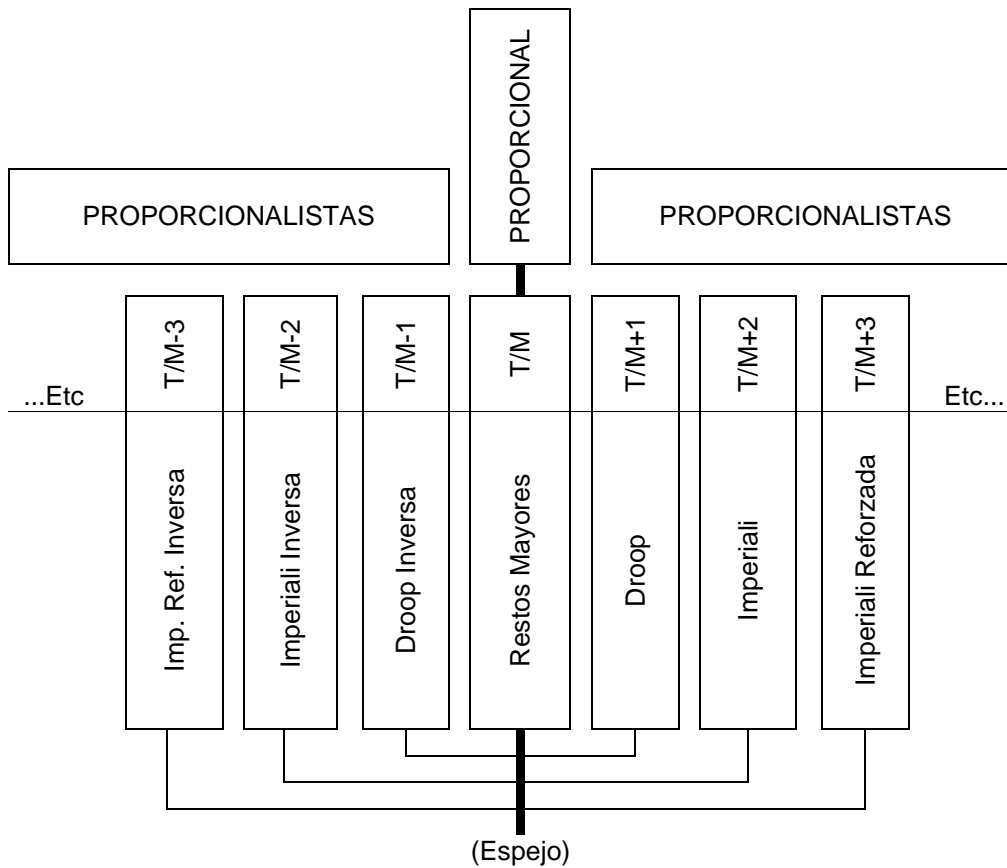 PROPORCIONAL
PROPORCIONALISTAS
PROPORCIONALISTAS
T/M-3
T/M-2
T/M-1
T/M
T/M+1
T/M+2
T/M+3
...Etc
Etc...
Imp. Ref. Inversa
Imperiali Inversa
Droop Inversa
Restos Mayores
Droop
Imperiali
Imperiali Reforzada
(Espejo)